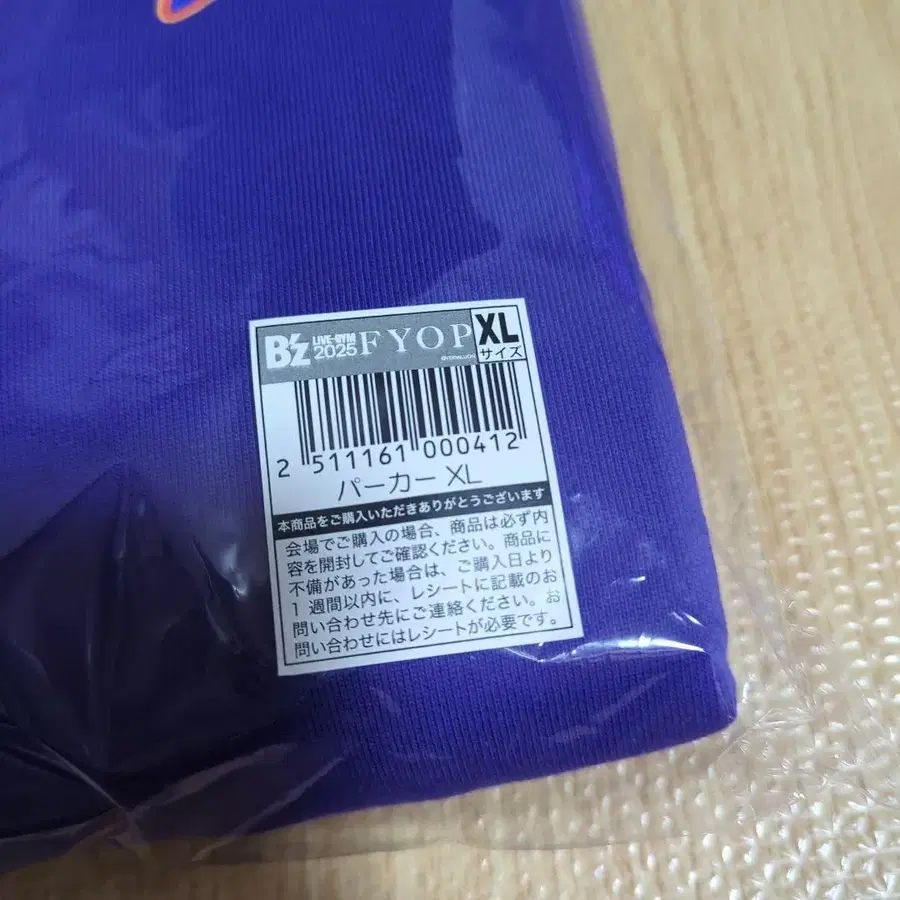 B'z LIVE-GYM 2025 FYOP XL サイズ
2 511161 000412
パーカー XL
本商品をご購入いただきありがとうございます
会場でご購入の場合、商品は必ず内
容を開封してご確認ください。商品に
不備があった場合は、ご購入日より
1 週間以内に、レシートに記載のお
問い合わせ先にご連絡ください。お
問い合わせにはレシートが必要です。